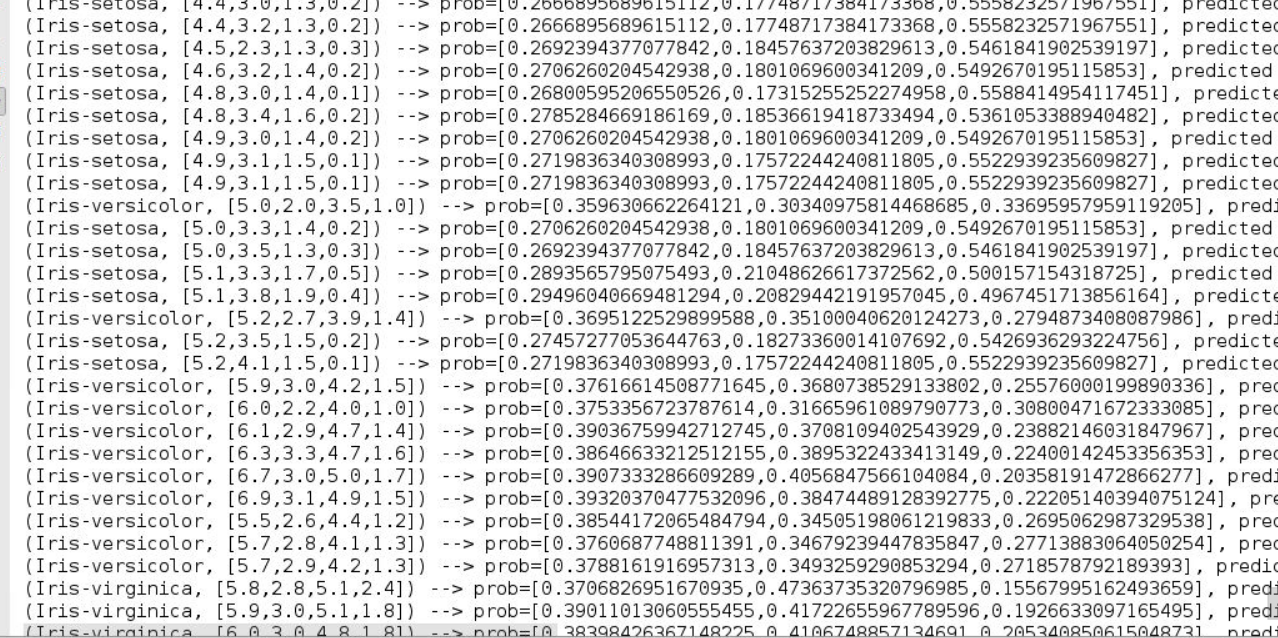 (Iris-setosa, [4.4,3.0,1.3,0.2]) --> prob=[0.2666895689615112,0.17748717384173368,0.5558232571967551], predicted
(Iris-setosa, [4.4,3.2,1.3,0.2]) --> prob=[0.2666895689615112,0.17748717384173368,0.5558232571967551], predicted
(Iris-setosa, [4.5,2.3,1.3,0.3]) --> prob=[0.2692394377077842,0.18457637203829613,0.5461841902539197], predicted
(Iris-setosa, [4.6,3.2,1.4,0.2]) --> prob=[0.2706260204542938,0.1801069600341209,0.5492670195115853], predicted
(Iris-setosa, [4.8,3.0,1.4,0.1]) --> prob=[0.26800595206550526,0.17315255252274958,0.5588414954117451], predicted
(Iris-setosa, [4.8,3.4,1.6,0.2]) --> prob=[0.2785284669186169,0.18536619418733494,0.5361053388940482], predicted
(Iris-setosa, [4.9,3.0,1.4,0.2]) --> prob=[0.2706260204542938,0.1801069600341209,0.5492670195115853], predicted
(Iris-setosa, [4.9,3.1,1.5,0.1]) --> prob=[0.2719836340308993,0.17572244240811805,0.5522939235609827], predicted
(Iris-setosa, [4.9,3.1,1.5,0.1]) --> prob=[0.2719836340308993,0.17572244240811805,0.5522939235609827], predicted
(Iris-versicolor, [5.0,2.0,3.5,1.0]) --> prob=[0.359630662264121,0.30340975814468685,0.33695957959119205], predi
(Iris-setosa, [5.0,3.3,1.4,0.2]) --> prob=[0.2706260204542938,0.1801069600341209,0.5492670195115853], predicted
(Iris-setosa, [5.0,3.5,1.3,0.3]) --> prob=[0.2692394377077842,0.18457637203829613,0.5461841902539197], predicted
(Iris-setosa, [5.1,3.3,1.7,0.5]) --> prob=[0.2893565795075493,0.21048626617372562,0.500157154318725], predicted
(Iris-setosa, [5.1,3.8,1.9,0.4]) --> prob=[0.29496040669481294,0.20829442191957045,0.4967451713856164], predicte
(Iris-versicolor, [5.2,2.7,3.9,1.4]) --> prob=[0.3695122529899588,0.35100040620124273,0.2794873408087986], predi
(Iris-setosa, [5.2,3.5,1.5,0.2]) --> prob=[0.27457277053644763,0.18273360014107692,0.5426936293224756], predicte
(Iris-setosa, [5.2,4.1,1.5,0.1]) --> prob=[0.2719836340308993,0.17572244240811805,0.5522939235609827], predicted
(Iris-versicolor, [5.9,3.0,4.2,1.5]) --> prob=[0.37616614508771645,0.3680738529133802,0.25576000199890336], pred
(Iris-versicolor, [6.0,2.2,4.0,1.0]) --> prob=[0.3753356723787614,0.31665961089790773,0.30800471672333085], pred
(Iris-versicolor, [6.1,2.9,4.7,1.4]) --> prob=[0.39036759942712745,0.3708109402543929,0.23882146031847967], pred
(Iris-versicolor, [6.3,3.3,4.7,1.6]) --> prob=[0.38646633212512155,0.3895322433413149,0.22400142453356353], pred
(Iris-versicolor, [6.7,3.0,5.0,1.7]) --> prob=[0.3907333286609289,0.4056847566104084,0.20358191472866277], predi
(Iris-versicolor, [6.9,3.1,4.9,1.5]) --> prob=[0.39320370477532096,0.38474489128392775,0.22205140394075124], pre
(Iris-versicolor, [5.5,2.6,4.4,1.2]) --> prob=[0.38544172065484794,0.34505198061219833,0.2695062987329538], pred
(Iris-versicolor, [5.7,2.8,4.1,1.3]) --> prob=[0.3760687748811391,0.34679239447835847,0.27713883064050254], pred
(Iris-versicolor, [5.7,2.9,4.2,1.3]) --> prob=[0.3788161916957313,0.3493259290853294,0.2718578792189393], predic
(Iris-virginica, [5.8,2.8,5.1,2.4]) --> prob=[0.3706826951670935,0.47363735320796985,0.15567995162493659], pred
(Iris-virginica, [5.9,3.0,5.1,1.8]) --> prob=[0.39011013060555455,0.41722655967789596,0.1926633097165495], predi
(Iris-virginica, [6.0,3.0,4.8,1.8]) --> prob=[0.38398426367148225,0.4106748857134691,0.20534085061504873], pred